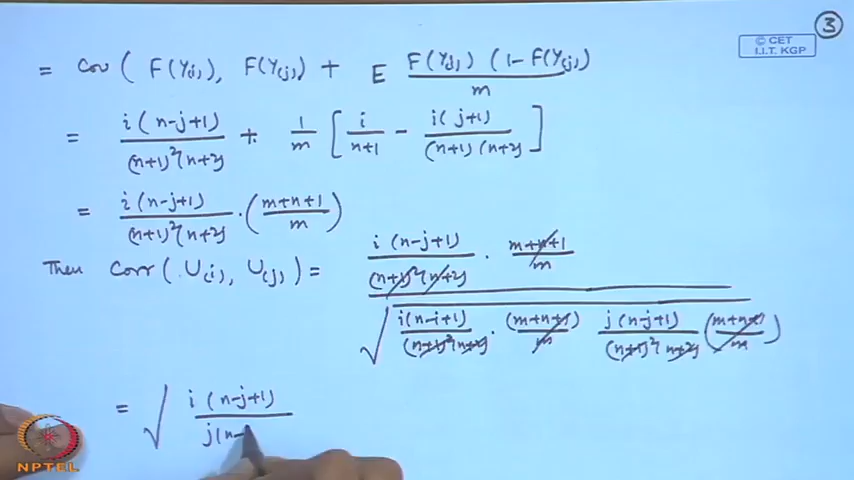 3
© CET
I.I.T. KGP
= Cov ( F(Y(i)), F(Y(j)) + E F(Y(i)) (1 - F(Y(j)) / m
= i(n-j+1) / (n+1)²(n+2) + 1/m [ i/n+1 - i(j+1) / (n+1)(n+2) ]
= i(n-j+1) / (n+1)²(n+2) · ( m+n+1 / m )
Then Corr ( U(i), U(j) ) = i(n-j+1) / (n+1)²(n+2) · m+n+1 / m
√ i(n-i+1) / (n+1)²(n+2) · (m+n+1) / m j(n-j+1) / (n+1)²(n+2) ( m+n+1 / m )
= √ i(n-j+1) / j(n-
NPTEL